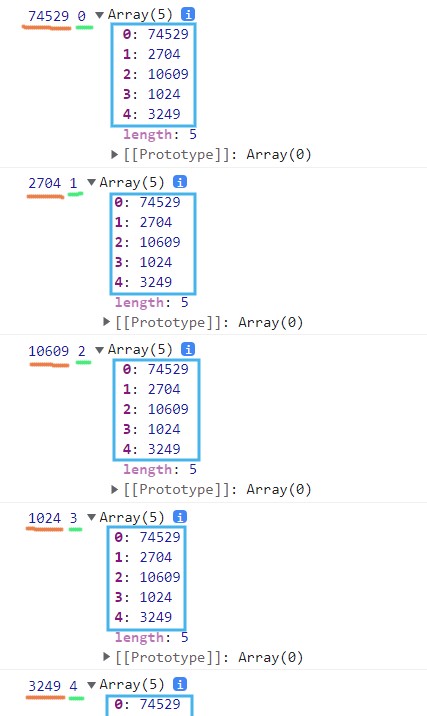 74529 0 ▼Array(5) i
0: 74529
1: 2704
2: 10609
3: 1024
4: 3249
length: 5
▶[[Prototype]]: Array(0)
2704 1 ▼Array(5) i
0: 74529
1: 2704
2: 10609
3: 1024
4: 3249
length: 5
▶[[Prototype]]: Array(0)
10609 2 ▼Array(5) i
0: 74529
1: 2704
2: 10609
3: 1024
4: 3249
length: 5
▶[[Prototype]]: Array(0)
1024 3 ▼Array(5) i
0: 74529
1: 2704
2: 10609
3: 1024
4: 3249
length: 5
▶[[Prototype]]: Array(0)
3249 4 ▼Array(5) i
0: 74529